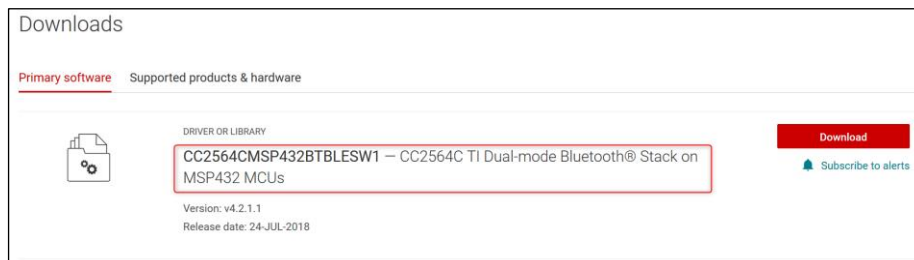 Downloads
Primary software Supported products & hardware
DRIVER OR LIBRARY
CC2564CMSP432BTBLESW1 — CC2564C TI Dual-mode Bluetooth® Stack on
MSP432 MCUs
Download
Subscribe to alerts
Version: v4.2.1.1
Release date: 24-JUL-2018